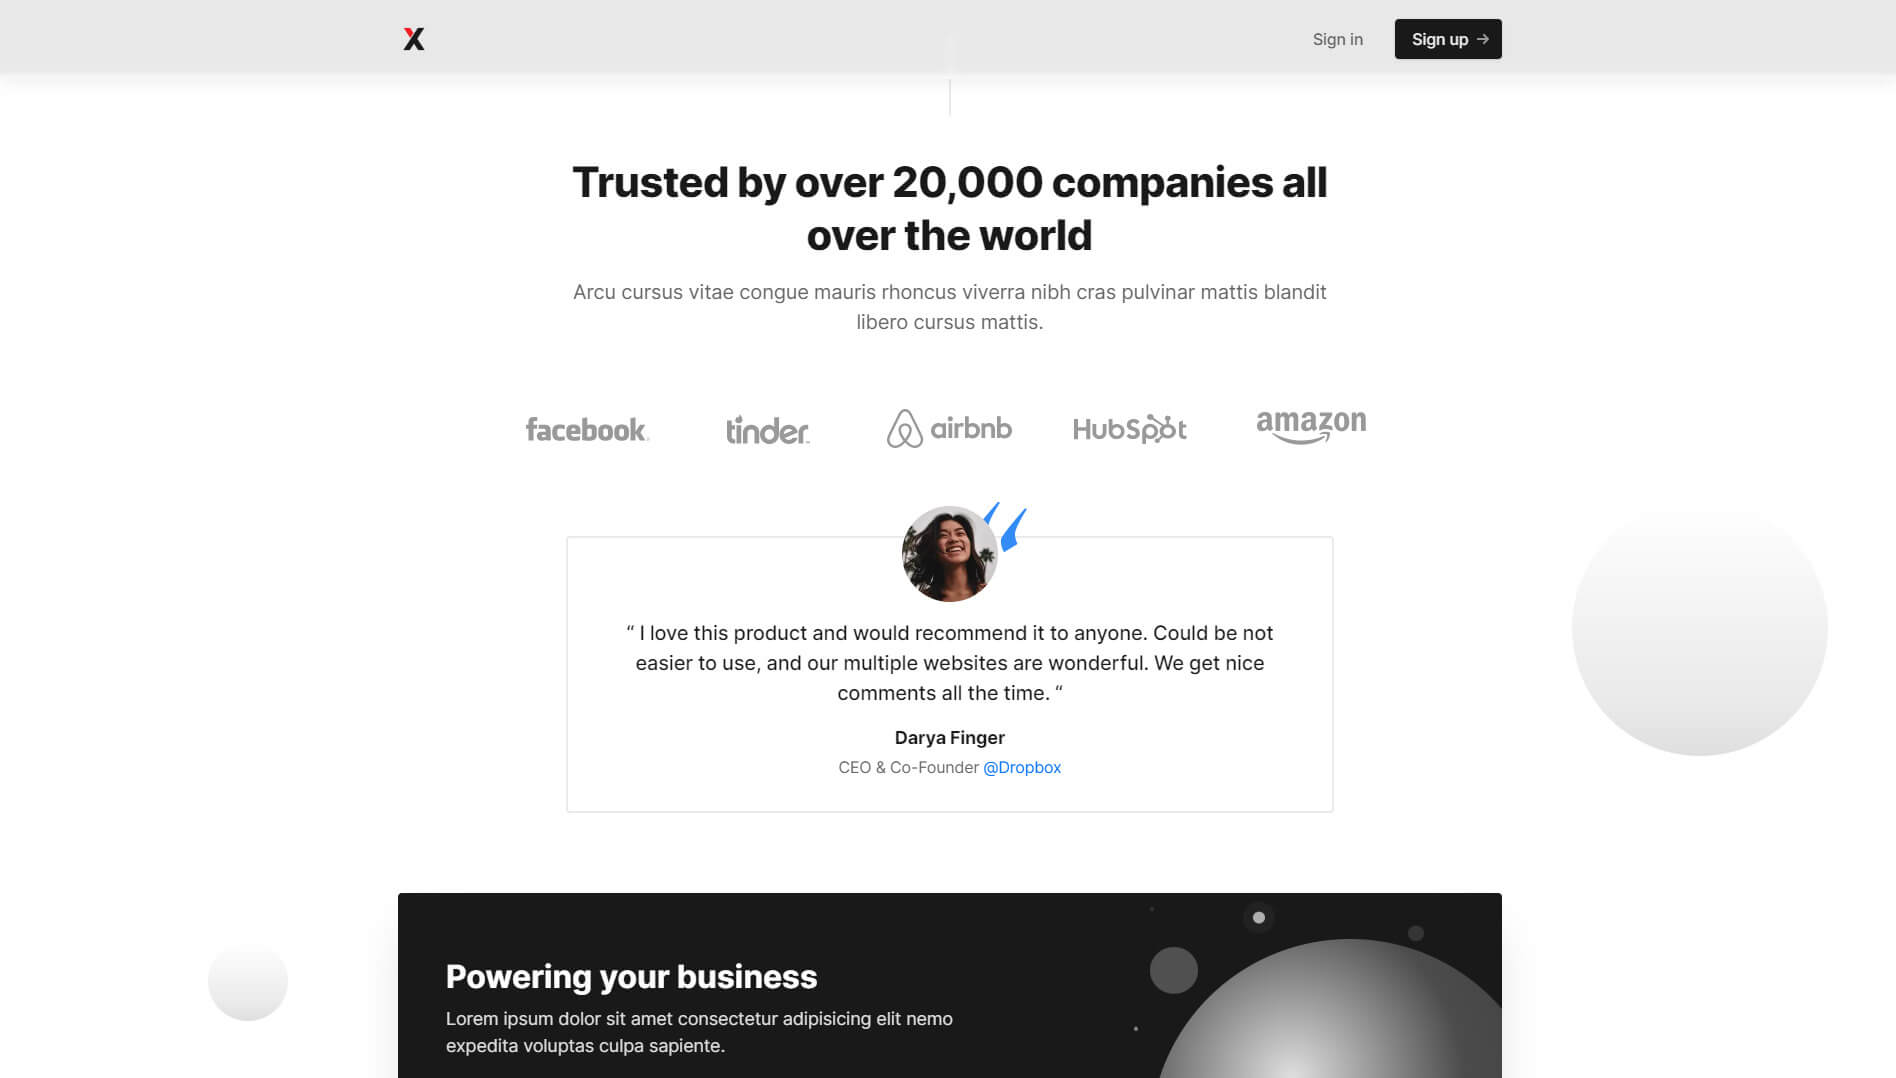 X
Sign in
Sign up →
Trusted by over 20,000 companies all
over the world
Arcu cursus vitae congue mauris rhoncus viverra nibh cras pulvinar mattis blandit
libero cursus mattis.
facebook
tinder
airbnb
HubSpot
amazon
“ I love this product and would recommend it to anyone. Could be not
easier to use, and our multiple websites are wonderful. We get nice
comments all the time. “
Darya Finger
CEO & Co-Founder @Dropbox
Powering your business
Lorem ipsum dolor sit amet consectetur adipisicing elit nemo
expedita voluptas culpa sapiente.